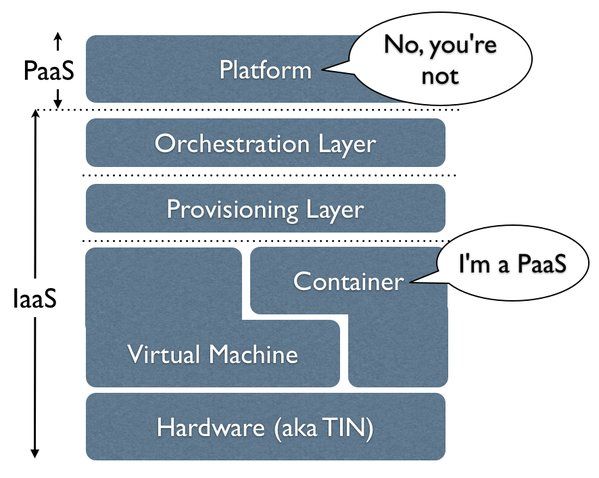 No, you're
not
PaaS
Platform
Orchestration Layer
Provisioning Layer
Container
I'm a PaaS
IaaS
Virtual Machine
Hardware (aka TIN)